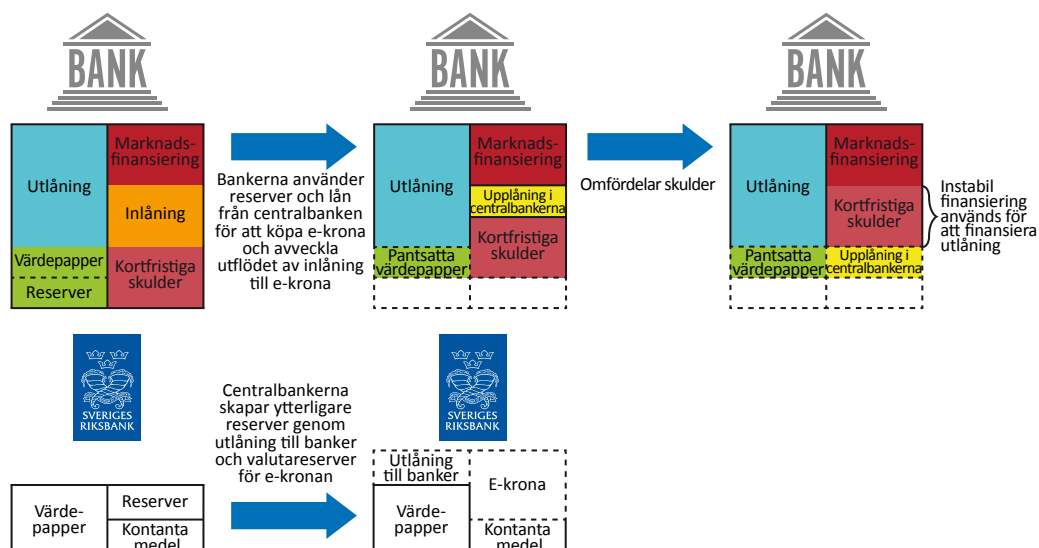 BANK
BANK
BANK
Utlåning
Marknads-
finansiering
Inlåning
Värdepapper
Kortfristiga
skulder
Reserver
Bankerna använder
reserver och lån
från centralbanken
för att köpa e-krona
och avveckla
utflödet av inlåning
till e-krona
Utlåning
Marknads-
finansiering
Upplåning i
centralbankerna
Kortfristiga
skulder
Pantsatta
värdepapper
Omfördelar skulder
Utlåning
Marknads-
finansiering
Kortfristiga
skulder
Pantsatta
värdepapper
Upplåning i
centralbankerna
Instabil
finansiering
används för
att finansiera
utlåning
SVERIGES
RIKSBANK
SVERIGES
RIKSBANK
Värde-
papper
Reserver
Kontanta
medel
Centralbankerna
skapar ytterligare
reserver genom
utlåning till banker
och valutareserver
för e-kronan
Utlåning
till banker
Värde-
papper
E-krona
Kontanta
medel